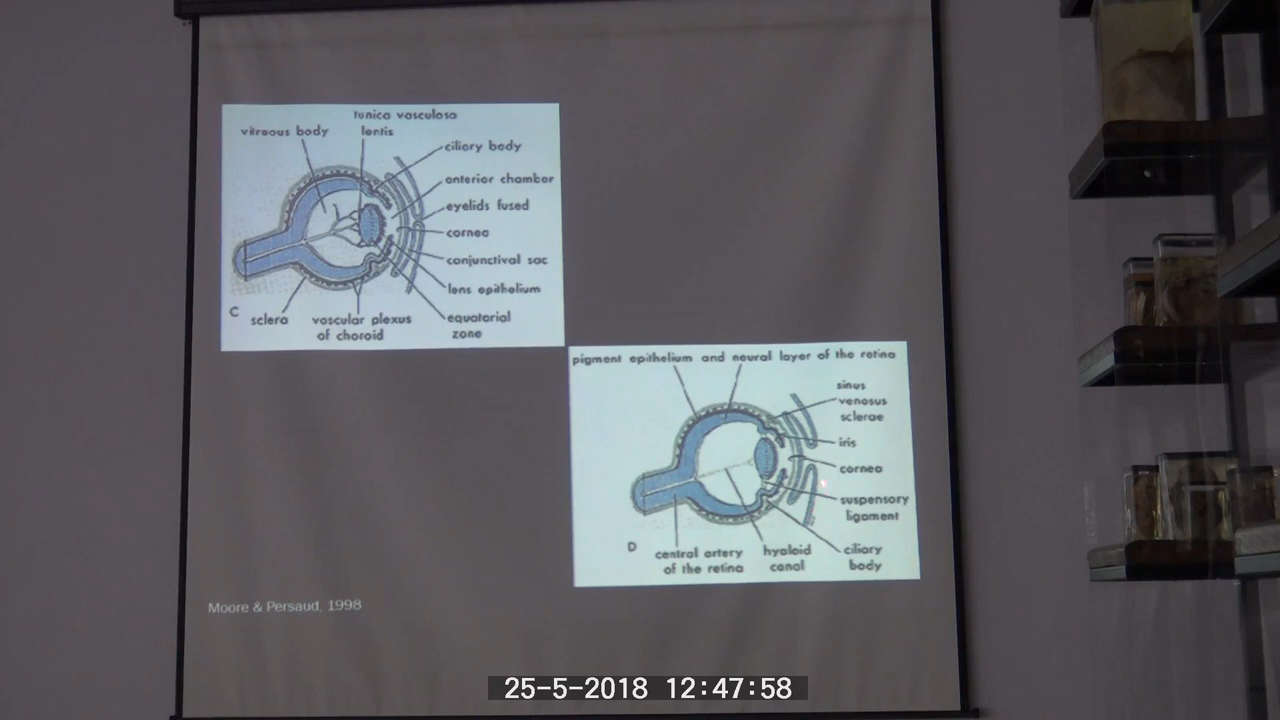 tunica vasculosa
lentis
vitreous body
ciliary body
anterior chamber
eyelids fused
cornea
conjunctival sac
lens epithelium
equatorial
zone
C
sclera
vascular plexus
of choroid
pigment epithelium and neural layer of the retina
sinus
venosus
sclerae
iris
cornea
suspensory
ligament
D
central artery
of the retina
hyaloid
canal
ciliary
body
Moore & Persaud, 1998
25-5-2018 12:47:58